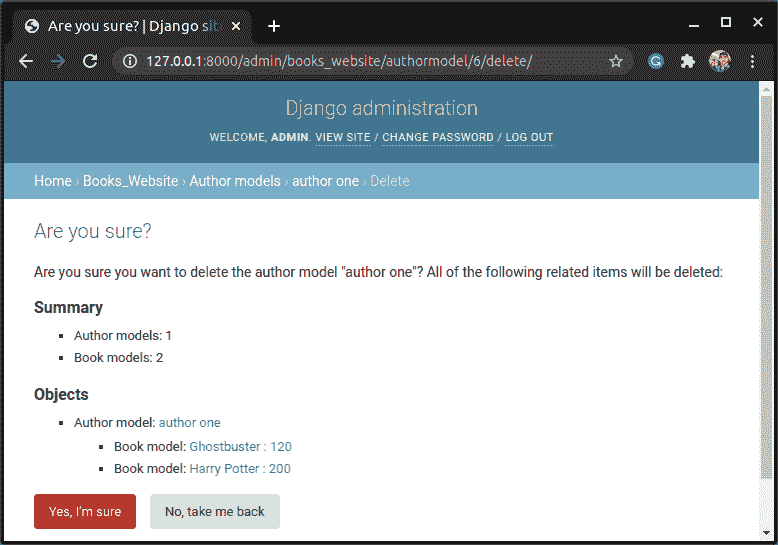 Are you sure? | Django sit
127.0.0.1:8000/admin/books_website/authormodel/6/delete/
Django administration
WELCOME, ADMIN. VIEW SITE / CHANGE PASSWORD / LOG OUT
Home › Books_Website › Author models › author one › Delete
Are you sure?
Are you sure you want to delete the author model "author one"? All of the following related items will be deleted:
Summary
Author models: 1
Book models: 2
Objects
Author model: author one
Book model: Ghostbuster : 120
Book model: Harry Potter : 200
Yes, I'm sure
No, take me back